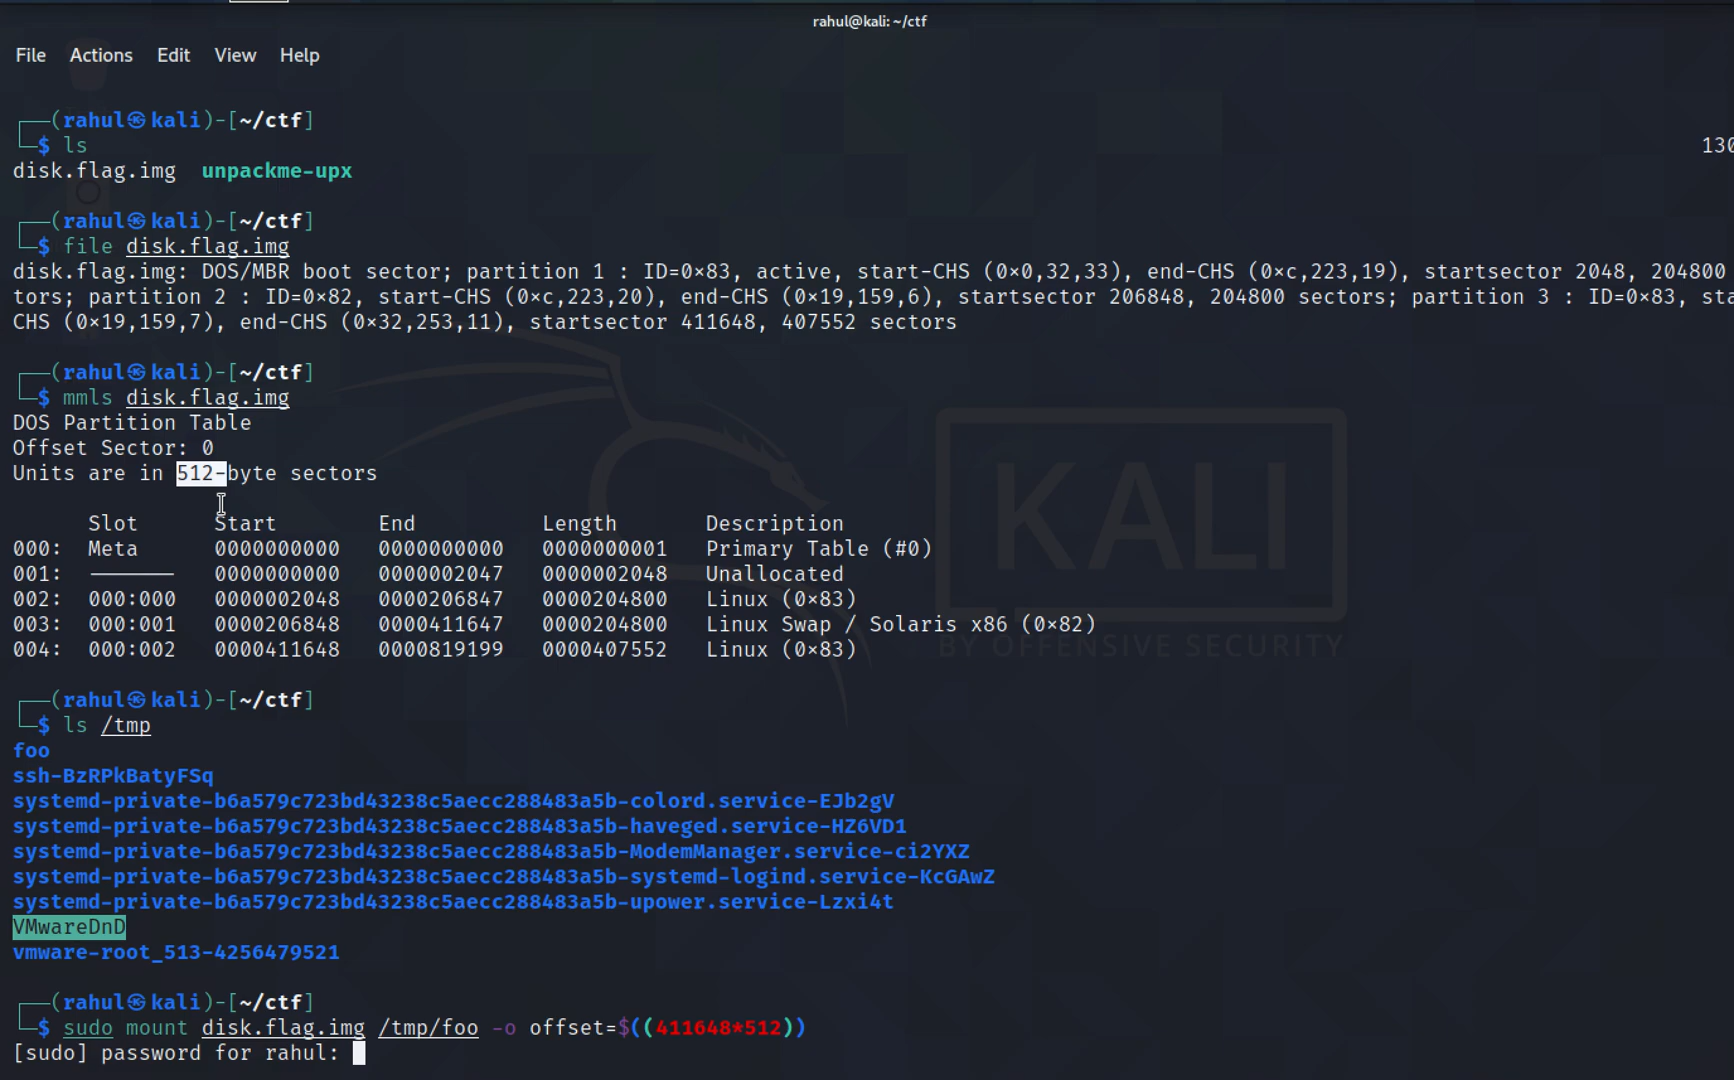 rahul@kali: ~/ctf
File Actions Edit View Help
(rahul㉿kali)-[~/ctf]
$ ls
130
disk.flag.img unpackme-upx
(rahul㉿kali)-[~/ctf]
$ file disk.flag.img
disk.flag.img: DOS/MBR boot sector; partition 1 : ID=0×83, active, start-CHS (0×0,32,33), end-CHS (0×c,223,19), startsector 2048, 204800
tors; partition 2 : ID=0×82, start-CHS (0×c,223,20), end-CHS (0×19,159,6), startsector 206848, 204800 sectors; partition 3 : ID=0×83, sta
CHS (0×19,159,7), end-CHS (0×32,253,11), startsector 411648, 407552 sectors
(rahul㉿kali)-[~/ctf]
$ mmls disk.flag.img
DOS Partition Table
Offset Sector: 0
Units are in 512-byte sectors
Slot Start End Length Description
000: Meta 0000000000 0000000000 0000000001 Primary Table (#0)
001: ------- 0000000000 0000002047 0000002048 Unallocated
002: 000:000 0000002048 0000206847 0000204800 Linux (0×83)
003: 000:001 0000206848 0000411647 0000204800 Linux Swap / Solaris x86 (0×82)
004: 000:002 0000411648 0000819199 0000407552 Linux (0×83)
KALI
BY OFFENSIVE SECURITY
(rahul㉿kali)-[~/ctf]
$ ls /tmp
foo
ssh-BzRPkBatyFSq
systemd-private-b6a579c723bd43238c5aecc288483a5b-colord.service-EJb2gV
systemd-private-b6a579c723bd43238c5aecc288483a5b-haveged.service-HZ6VD1
systemd-private-b6a579c723bd43238c5aecc288483a5b-ModemManager.service-ci2YXZ
systemd-private-b6a579c723bd43238c5aecc288483a5b-systemd-logind.service-KcGAwZ
systemd-private-b6a579c723bd43238c5aecc288483a5b-upower.service-Lzxi4t
VMwareDnD
vmware-root_513-4256479521
(rahul㉿kali)-[~/ctf]
$ sudo mount disk.flag.img /tmp/foo -o offset=$((411648*512))
[sudo] password for rahul: